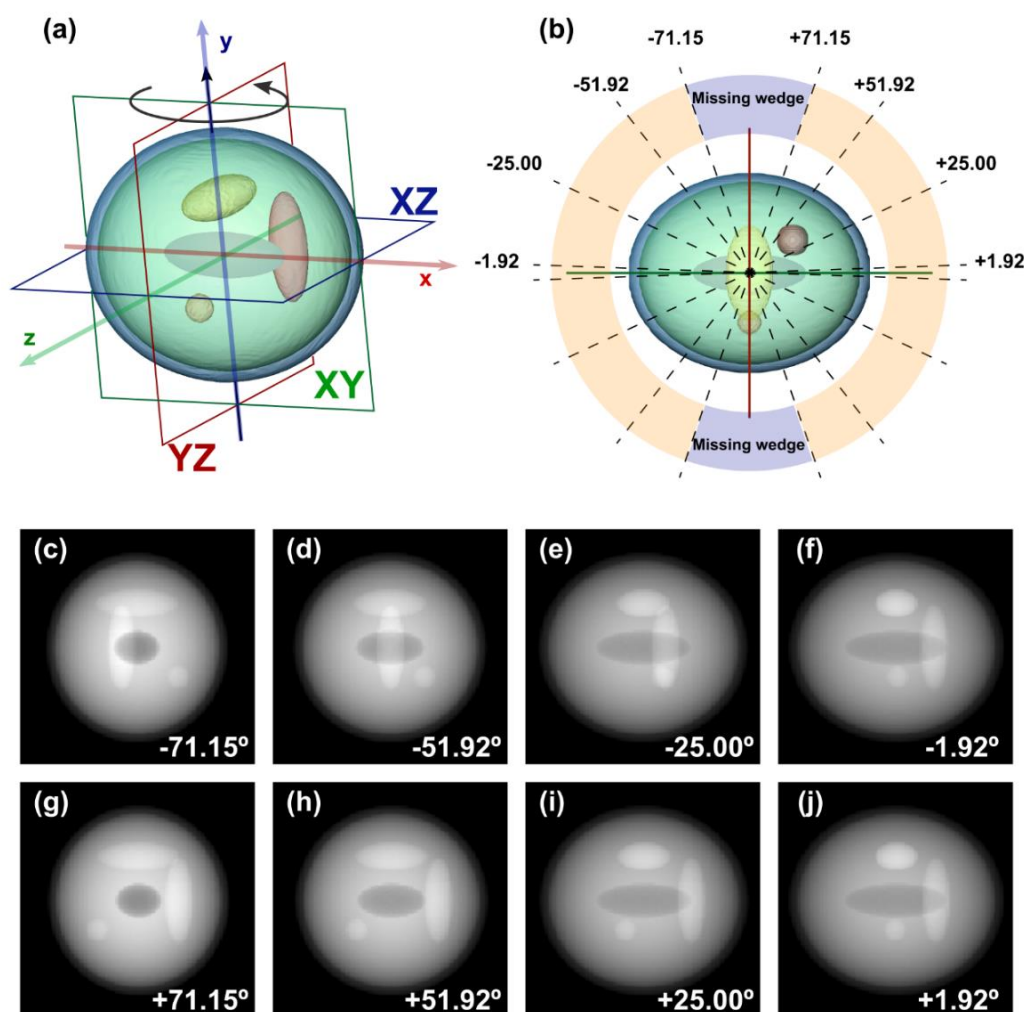 (a)
y
XZ
x
z
XY
YZ
(b)
-71.15
+71.15
-51.92
+51.92
Missing wedge
-25.00
+25.00
-1.92
+1.92
Missing wedge
(c)
-71.15º
(d)
-51.92º
(e)
-25.00º
(f)
-1.92º
(g)
+71.15º
(h)
+51.92º
(i)
+25.00º
(j)
+1.92º